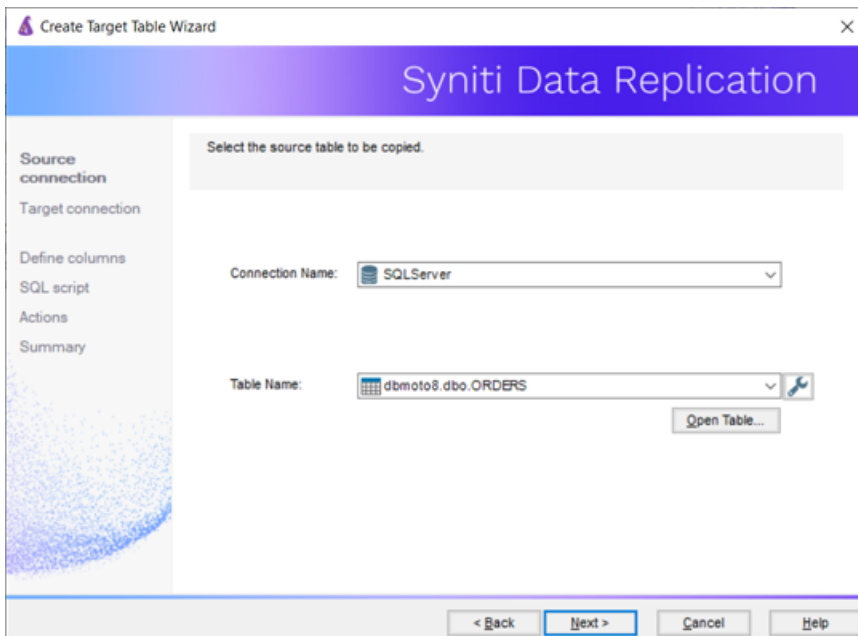 Create Target Table Wizard
Syniti Data Replication
Source
connection
Target connection
Define columns
SQL script
Actions
Summary
Select the source table to be copied.
Connection Name:
SQLServer
Table Name:
dbmoto8.dbo.ORDERS
Open Table...
< Back
Next >
Cancel
Help